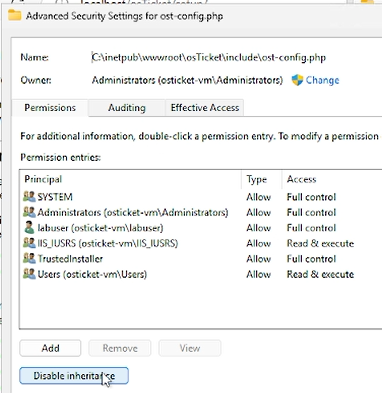 localhost/osTicket/setup/
Advanced Security Settings for ost-config.php
Name: C:\inetpub\wwwroot\osTicket\include\ost-config.php
Owner: Administrators (osticket-vm\Administrators) Change
Permissions Auditing Effective Access
For additional information, double-click a permission entry. To modify a permission
Permission entries:
Principal Type Access
SYSTEM Allow Full control
Administrators (osticket-vm\Administrators) Allow Full control
labuser (osticket-vm\labuser) Allow Full control
IIS_IUSRS (osticket-vm\IIS_IUSRS) Allow Read & execute
TrustedInstaller Allow Full control
Users (osticket-vm\Users) Allow Read & execute
Add Remove View
Disable inheritance